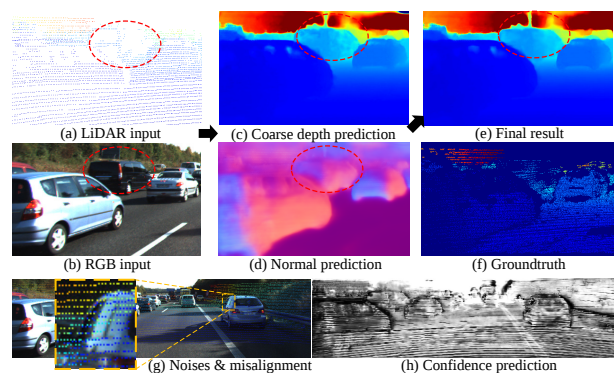 (a) LiDAR input
(c) Coarse depth prediction
(e) Final result
(b) RGB input
(d) Normal prediction
(f) Groundtruth
(g) Noises & misalignment
(h) Confidence prediction